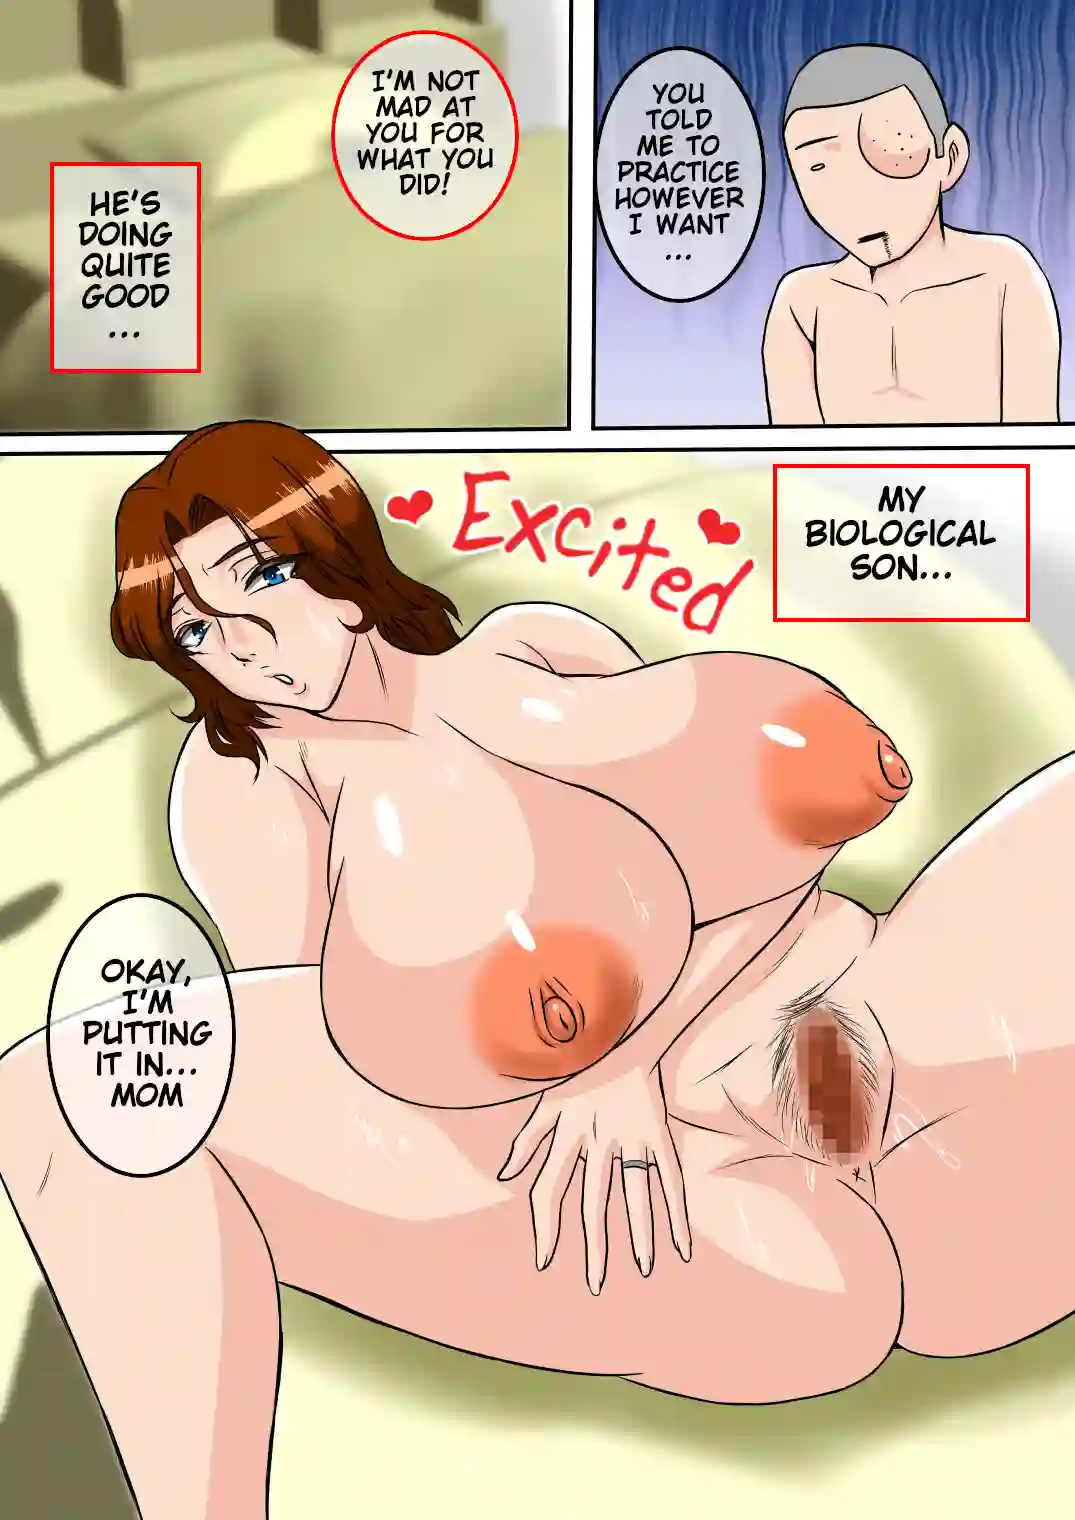 I'M NOT
MAD AT
YOU FOR
WHAT YOU
DID!
HE'S
DOING
QUITE
GOOD
...
YOU
TOLD
ME TO
PRACTICE
HOWEVER
I WANT
...
Excited
MY
BIOLOGICAL
SON...
OKAY,
I'M
PUTTING
IT IN...
MOM